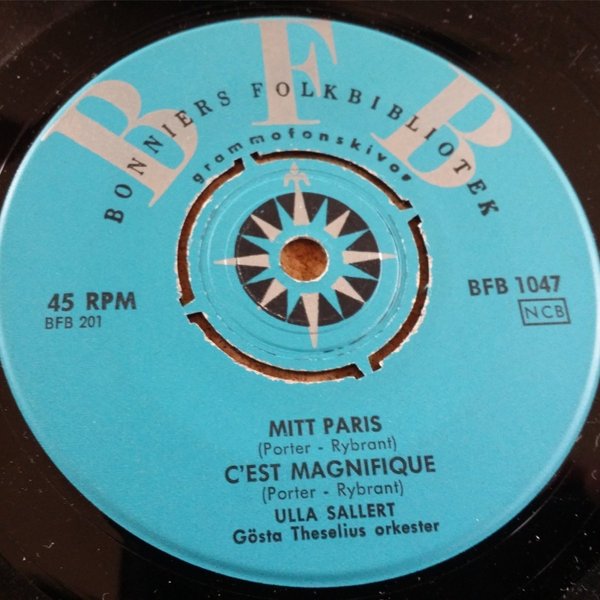 BFB
BONNIERS FOLKBIBLIOTEK
grammofonskivor
45 RPM
BFB 201
BFB 1047
NCB
MITT PARIS
(Porter - Rybrant)
C'EST MAGNIFIQUE
(Porter - Rybrant)
ULLA SALLERT
Gösta Theselius orkester